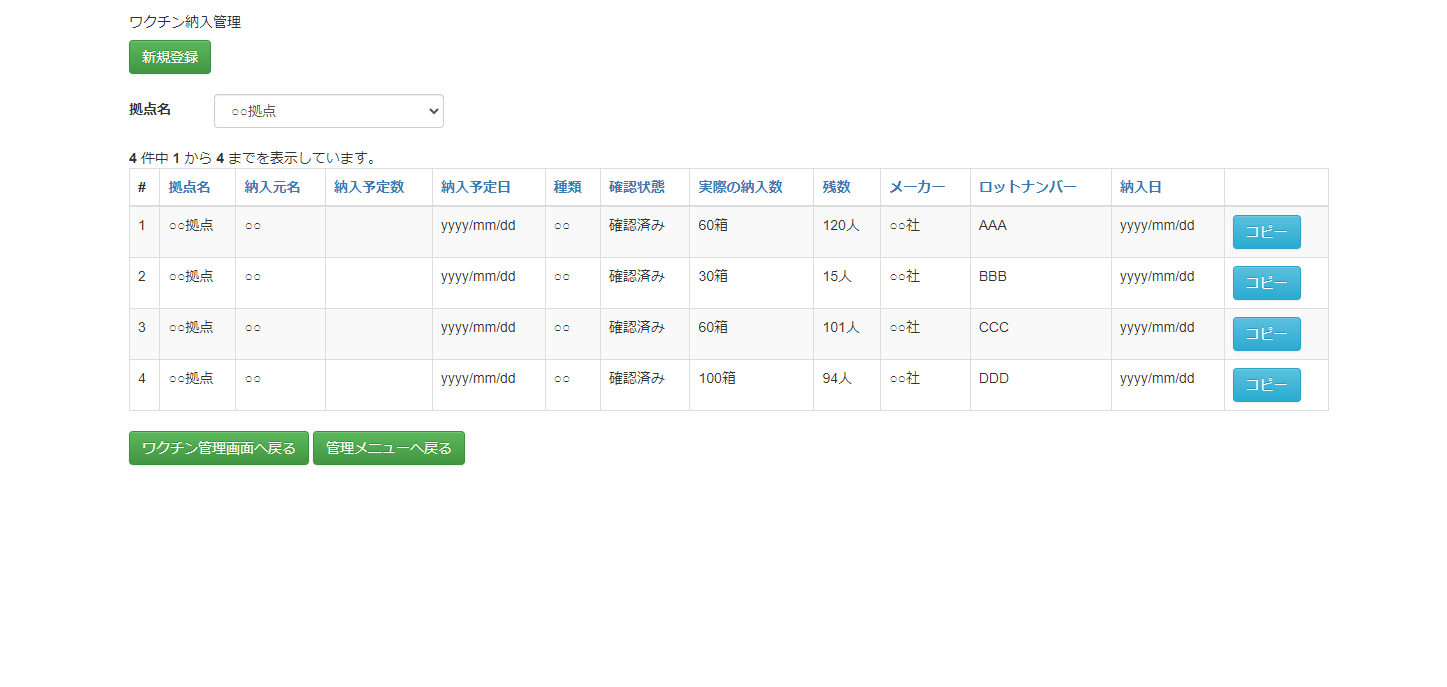 ワクチン納入管理
新規登録
拠点名 ○○拠点
4 件中 1 から 4 までを表示しています。
# 拠点名 納入元名 納入予定数 納入予定日 種類 確認状態 実際の納入数 残数 メーカー ロットナンバー 納入日
1 ○○拠点 ○○ yyyy/mm/dd ○○ 確認済み 60箱 120人 ○○社 AAA yyyy/mm/dd コピー
2 ○○拠点 ○○ yyyy/mm/dd ○○ 確認済み 30箱 15人 ○○社 BBB yyyy/mm/dd コピー
3 ○○拠点 ○○ yyyy/mm/dd ○○ 確認済み 60箱 101人 ○○社 CCC yyyy/mm/dd コピー
4 ○○拠点 ○○ yyyy/mm/dd ○○ 確認済み 100箱 94人 ○○社 DDD yyyy/mm/dd コピー
ワクチン管理画面へ戻る 管理メニューへ戻る